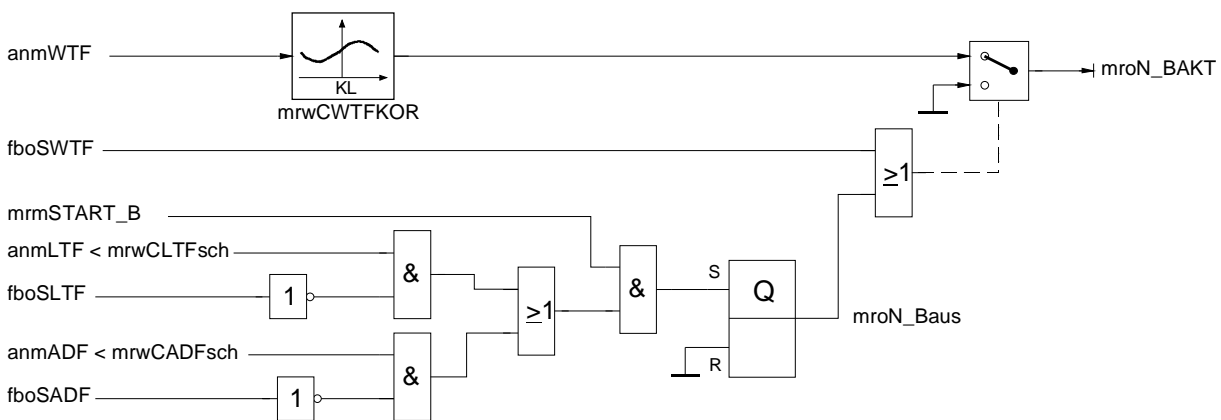 anmWTF
KL
mrwCWTFKOR
mroN_BAKT
fboSWTF
≥1
mrmSTART_B
anmLTF < mrwCLTFsch
&
fboSLTF
1
≥1
&
S
Q
R
mroN_Baus
anmADF < mrwCADFsch
&
fboSADF
1